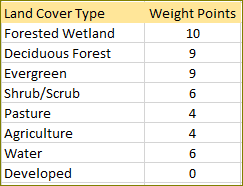 Land Cover Type Weight Points
Forested Wetland 10
Deciduous Forest 9
Evergreen 9
Shrub/Scrub 6
Pasture 4
Agriculture 4
Water 6
Developed 0